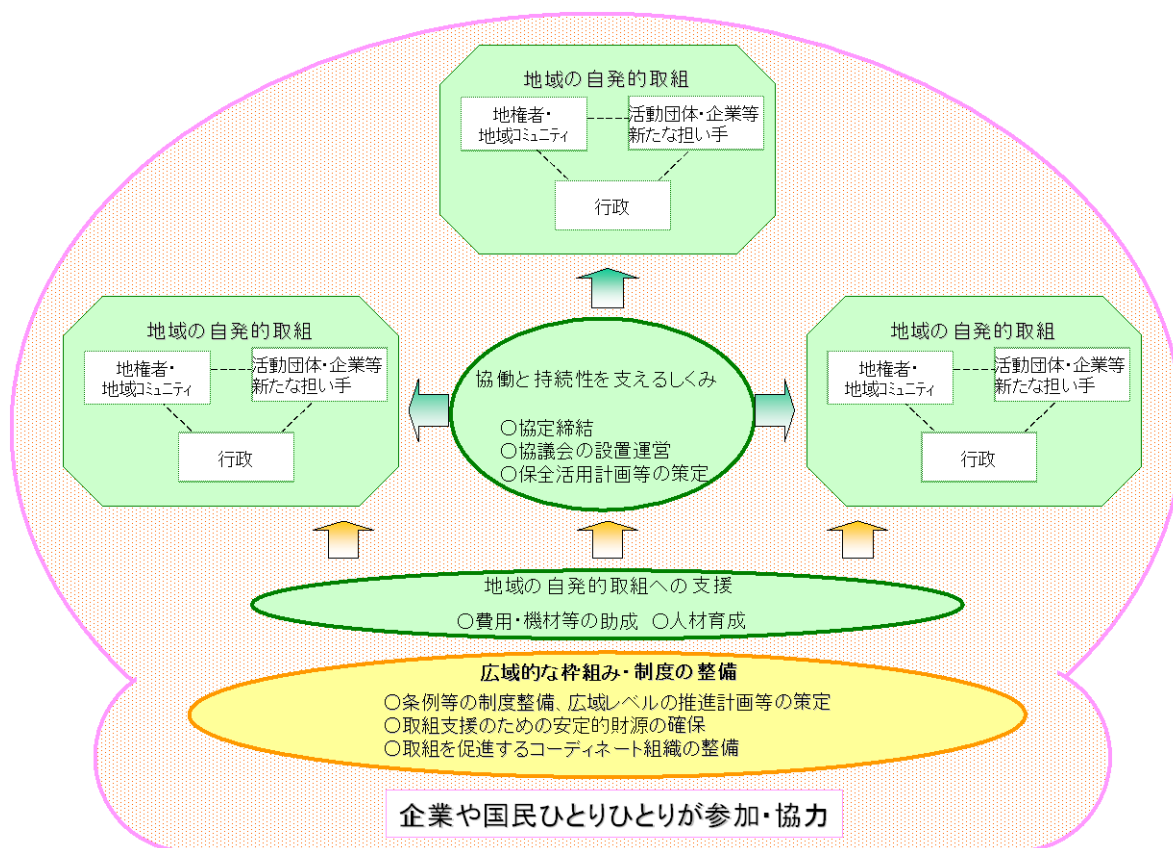 地域の自発的取組
地権者・
地域コミュニティ
活動団体・企業等
新たな担い手
行政
地域の自発的取組
地権者・
地域コミュニティ
活動団体・企業等
新たな担い手
行政
協働と持続性を支えるしくみ
○協定締結
○協議会の設置運営
○保全活用計画等の策定
地域の自発的取組
地権者・
地域コミュニティ
活動団体・企業等
新たな担い手
行政
地域の自発的取組への支援
○費用・機材等の助成 ○人材育成
広域的な枠組み・制度の整備
○条例等の制度整備、広域レベルの推進計画等の策定
○取組支援のための安定的財源の確保
○取組を促進するコーディネート組織の整備
企業や国民ひとりひとりが参加・協力